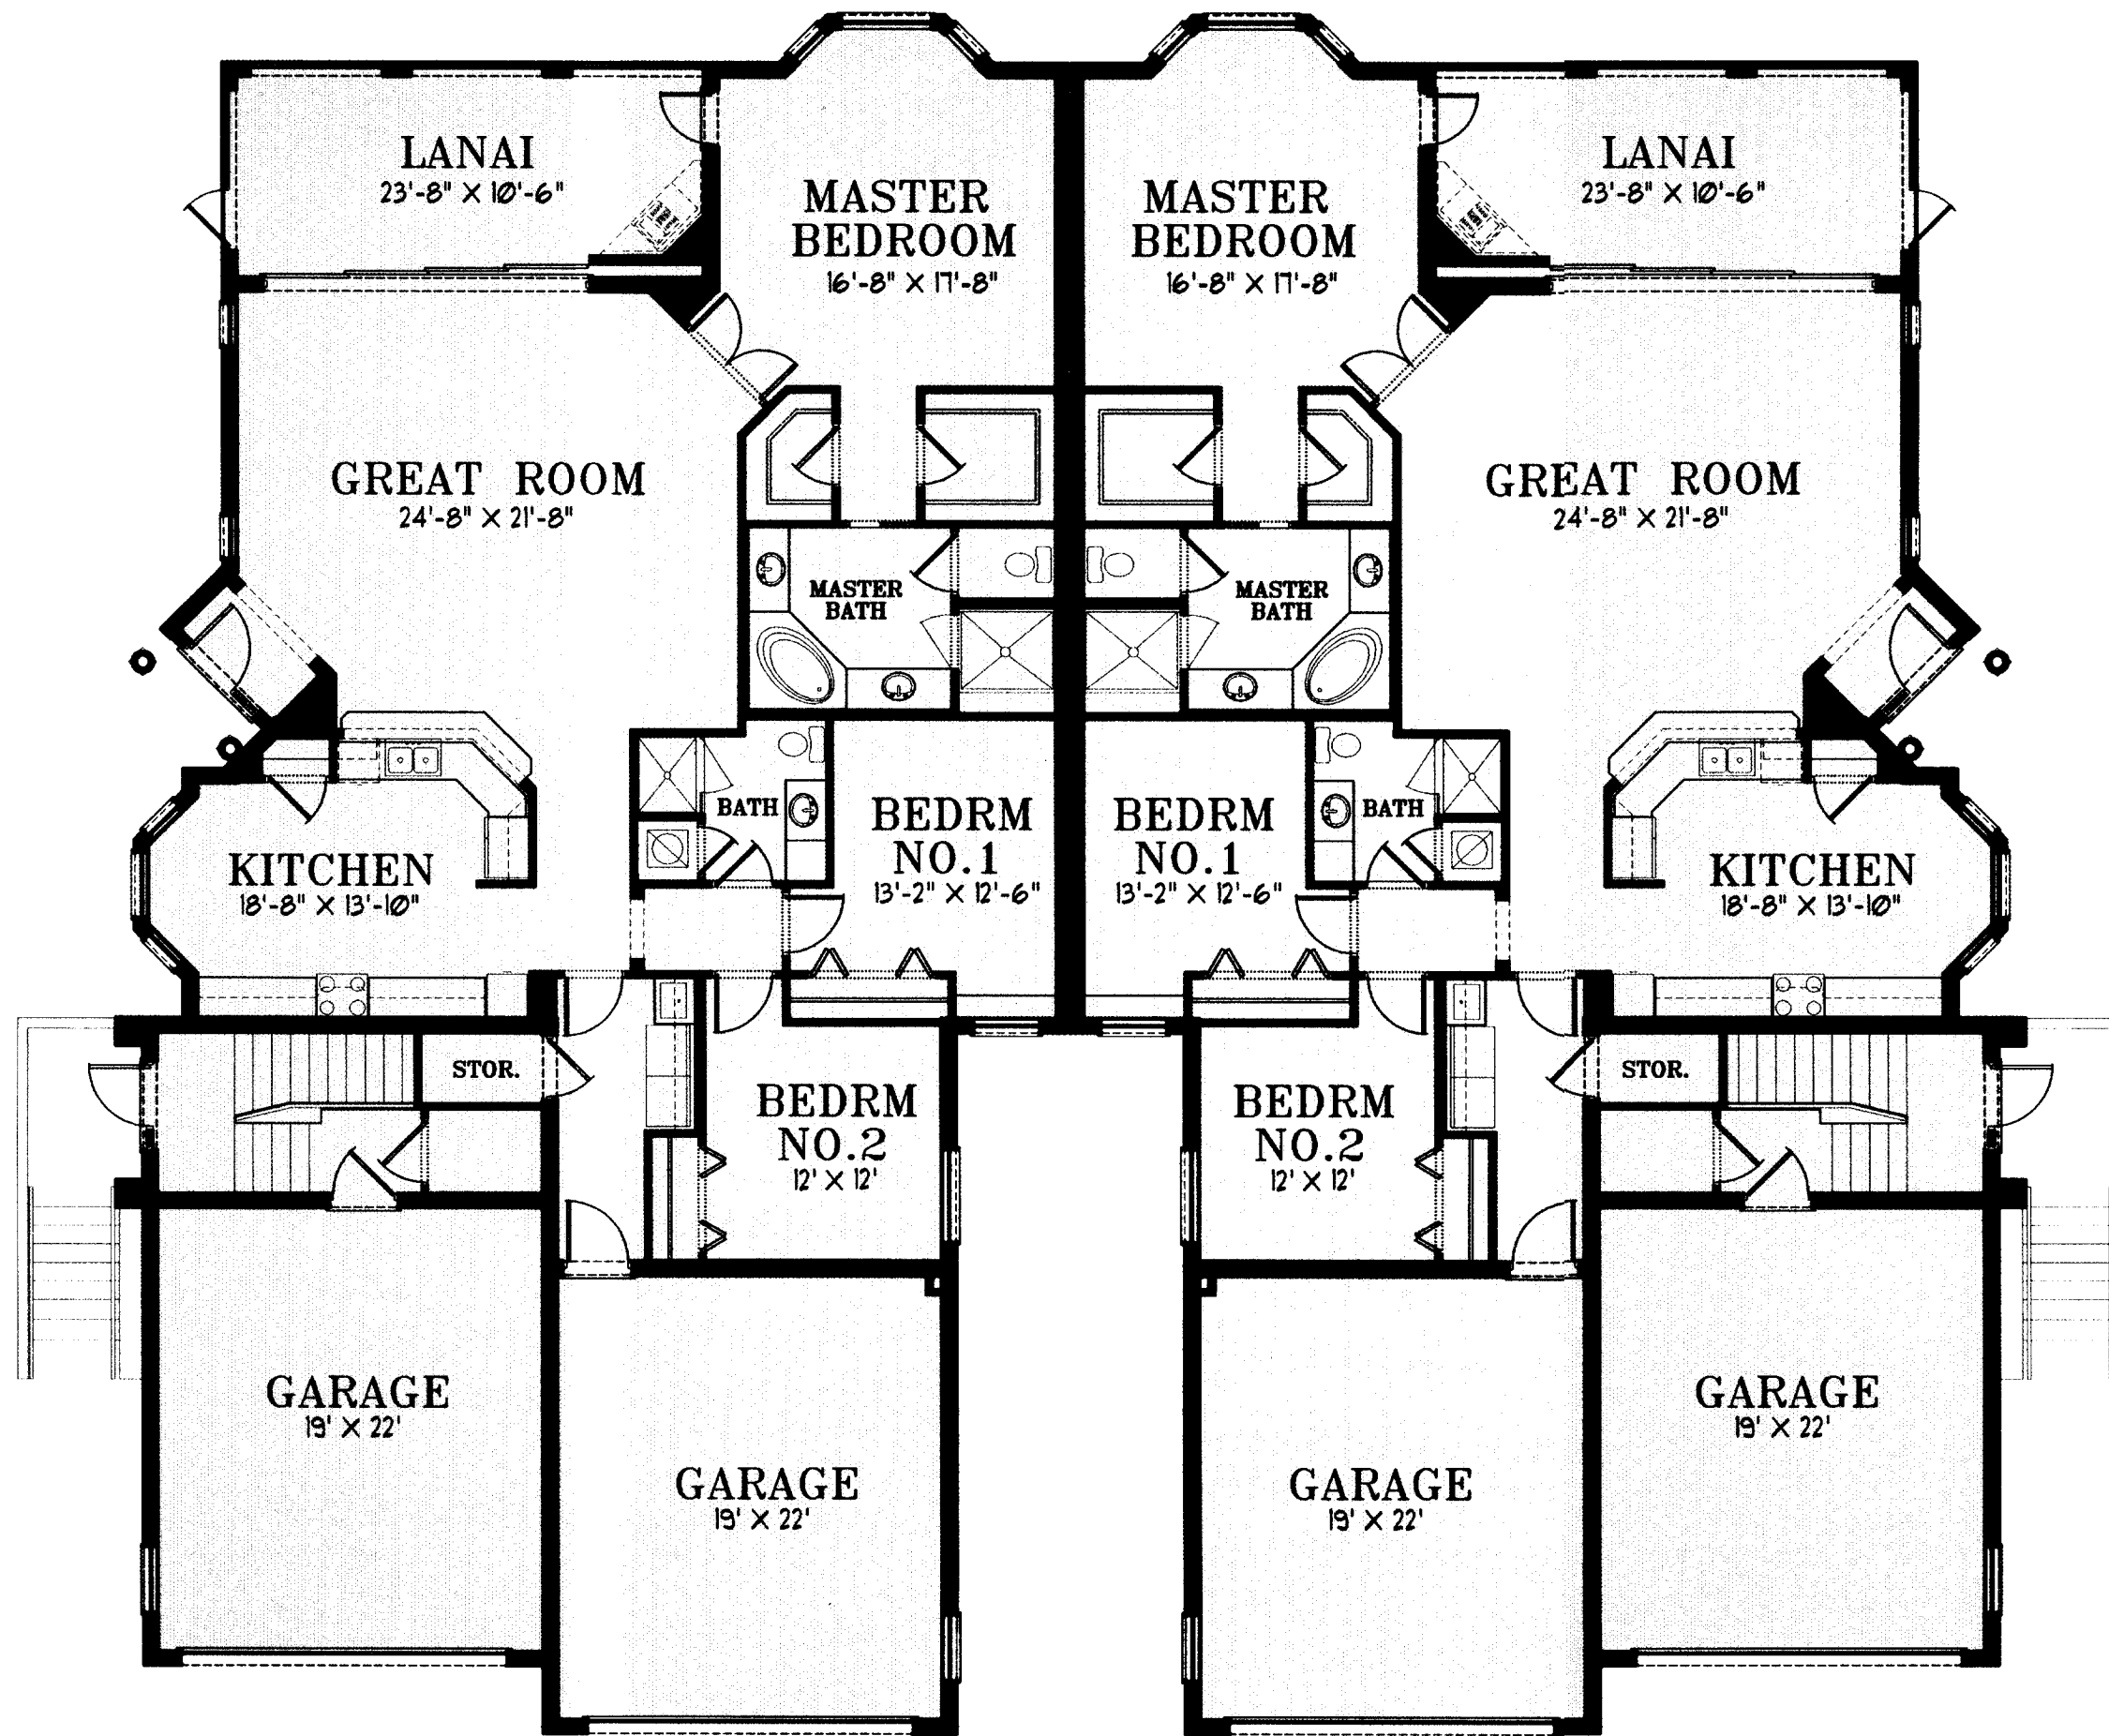 LANAI
23'-8" X 10'-6"
MASTER
BEDROOM
16'-8" X 17'-8"
MASTER
BEDROOM
16'-8" X 17'-8"
LANAI
23'-8" X 10'-6"
GREAT ROOM
24'-8" X 21'-8"
GREAT ROOM
24'-8" X 21'-8"
MASTER
BATH
MASTER
BATH
BATH
BEDRM
NO.1
13'-2" X 12'-6"
BEDRM
NO.1
13'-2" X 12'-6"
BATH
KITCHEN
18'-8" X 13'-10"
KITCHEN
18'-8" X 13'-10"
STOR.
BEDRM
NO.2
12' X 12'
BEDRM
NO.2
12' X 12'
STOR.
GARAGE
19' X 22'
GARAGE
19' X 22'
GARAGE
19' X 22'
GARAGE
19' X 22'